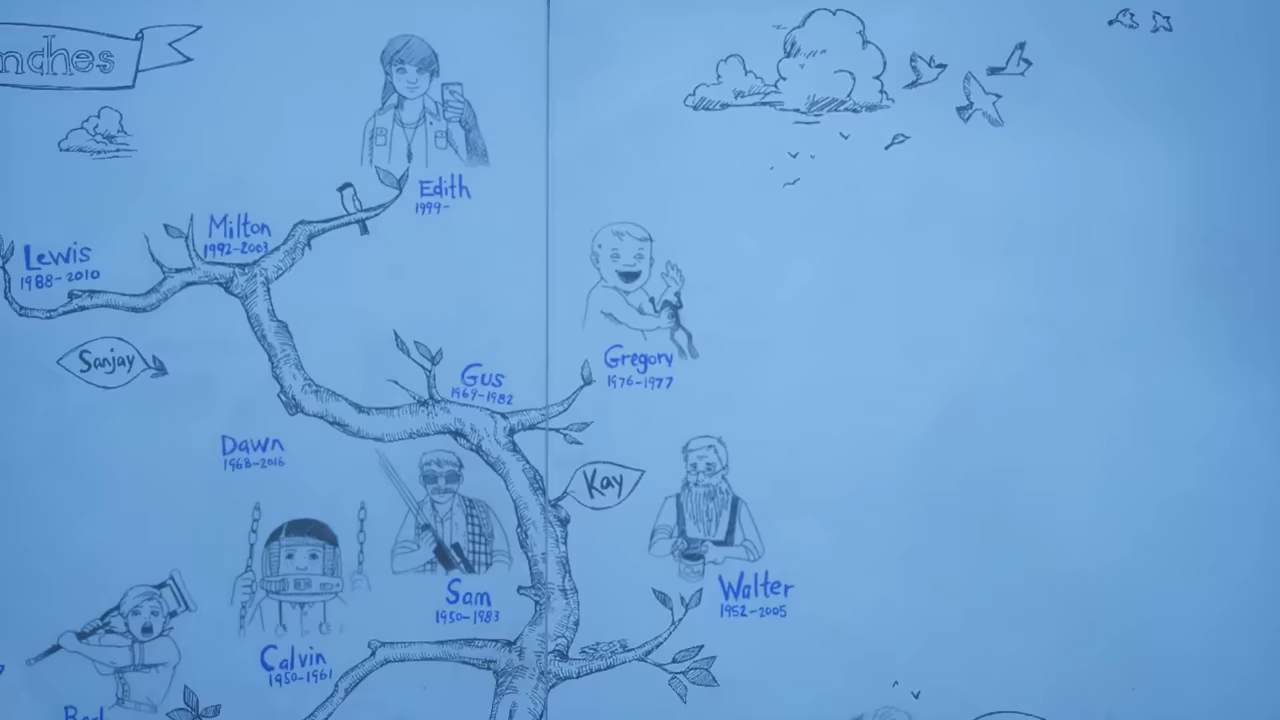 nches
Edith
1999-
Milton
1992-2003
Lewis
1988-2010
Sanjay
Gregory
1976-1977
Gus
1969-1982
Dawn
1968-2016
Kay
Sam
1950-1983
Walter
1952-2005
Calvin
1950-1961